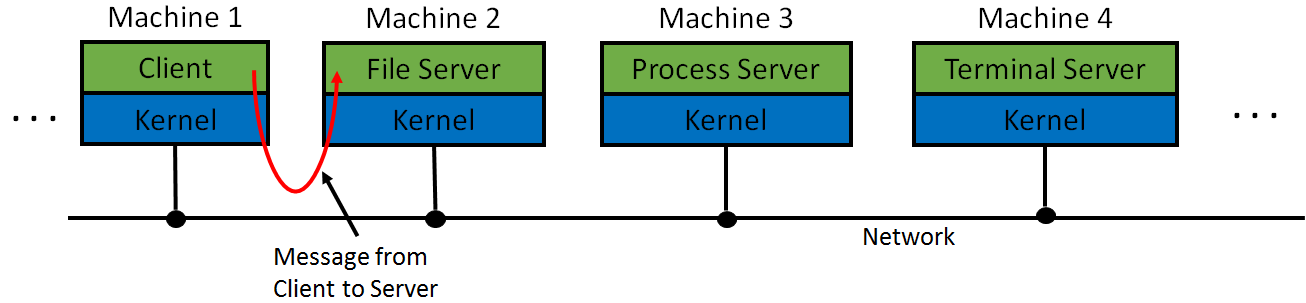 Machine 1 Machine 2 Machine 3 Machine 4
Client File Server Process Server Terminal Server
... Kernel Kernel Kernel Kernel ...
Network
Message from
Client to Server